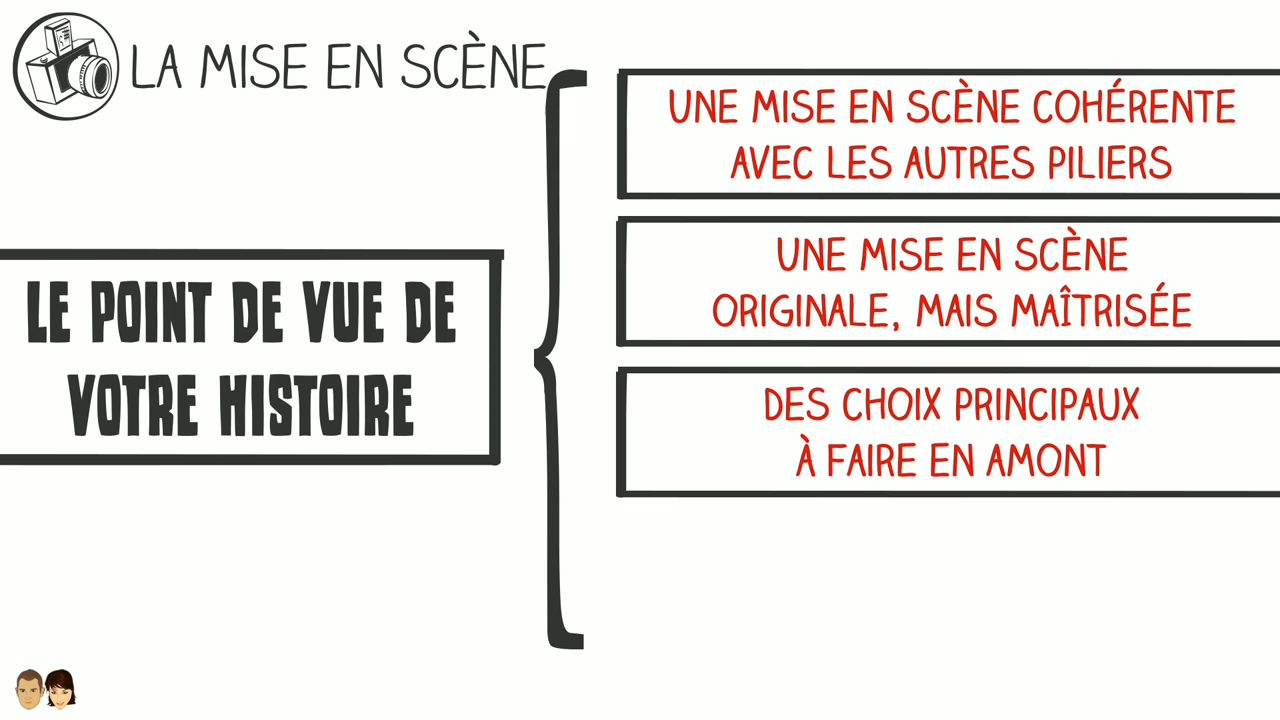 LA MISE EN SCÈNE
LE POINT DE VUE DE
VOTRE HISTOIRE
UNE MISE EN SCÈNE COHÉRENTE
AVEC LES AUTRES PILIERS
UNE MISE EN SCÈNE
ORIGINALE, MAIS MAÎTRISÉE
DES CHOIX PRINCIPAUX
À FAIRE EN AMONT